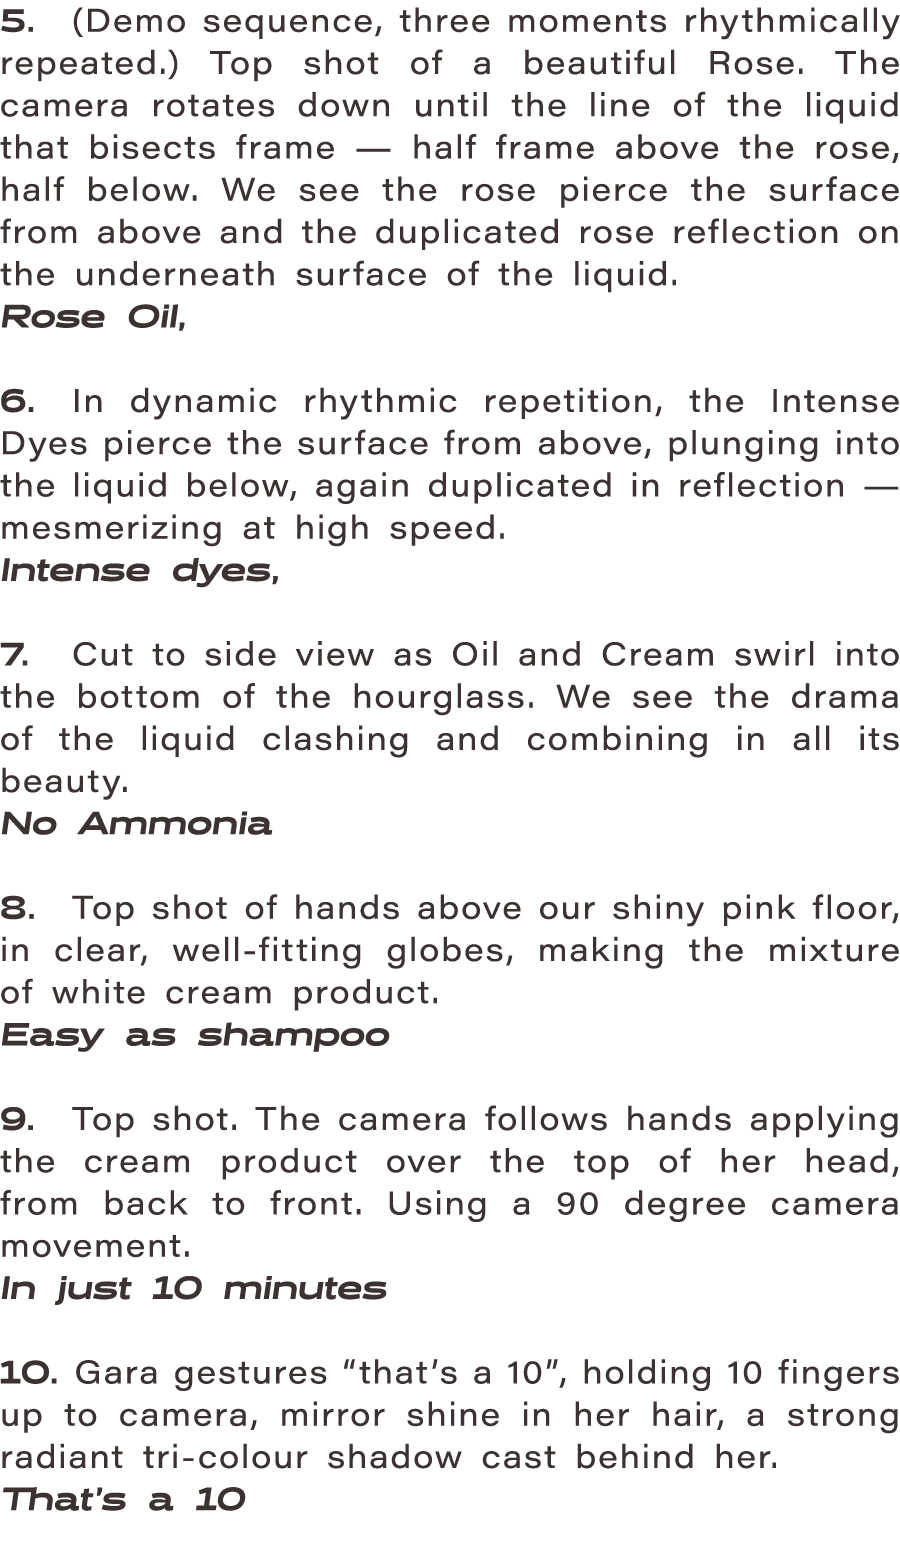 5. (Demo sequence, three moments rhythmically
repeated.) Top shot of a beautiful Rose. The
camera rotates down until the line of the liquid
that bisects frame — half frame above the rose,
half below. We see the rose pierce the surface
from above and the duplicated rose reflection on
the underneath surface of the liquid.
Rose Oil,
6. In dynamic rhythmic repetition, the Intense
Dyes pierce the surface from above, plunging into
the liquid below, again duplicated in reflection —
mesmerizing at high speed.
Intense dyes,
7. Cut to side view as Oil and Cream swirl into
the bottom of the hourglass. We see the drama
of the liquid clashing and combining in all its
beauty.
No Ammonia
8. Top shot of hands above our shiny pink floor,
in clear, well-fitting globes, making the mixture
of white cream product.
Easy as shampoo
9. Top shot. The camera follows hands applying
the cream product over the top of her head,
from back to front. Using a 90 degree camera
movement.
In just 10 minutes
10. Gara gestures “that’s a 10”, holding 10 fingers
up to camera, mirror shine in her hair, a strong
radiant tri-colour shadow cast behind her.
That’s a 10